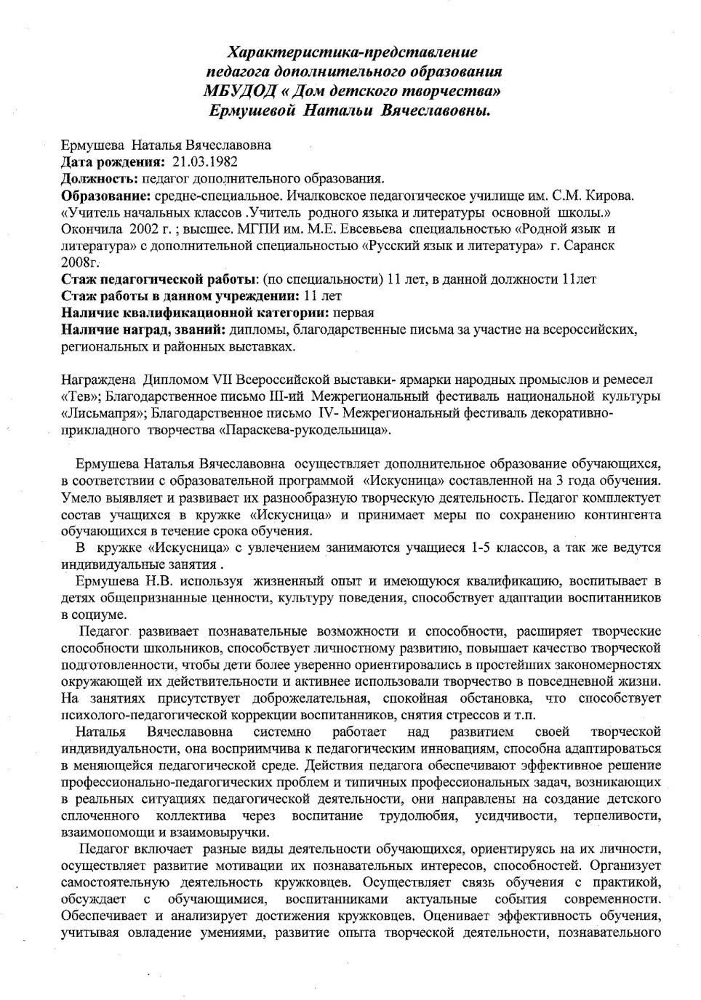 Характеристика-представление
педагога дополнительного образования
МБУДОД « Дом детского творчества»
Ермушевой Натальи Вячеславовны.
Ермушева Наталья Вячеславовна
Дата рождения: 21.03.1982
Должность: педагог дополнительного образования.
Образование: средне-специальное. Ичалковское педагогическое училище им. С.М. Кирова.
«Учитель начальных классов .Учитель родного языка и литературы основной школы.»
Окончила 2002 г. ; высшее. МГПИ им. М.Е. Евсевьева специальностью «Родной язык и
литература» с дополнительной специальностью «Русский язык и литература» г. Саранск
2008г.
Стаж педагогической работы: (по специальности) 11 лет, в данной должности 11лет
Стаж работы в данном учреждении: 11 лет
Наличие квалификационной категории: первая
Наличие наград, званий: дипломы, благодарственные письма за участие на всероссийских,
региональных и районных выставках.
Награждена Дипломом VII Всероссийской выставки- ярмарки народных промыслов и ремесел
«Тев»; Благодарственное письмо III-ий Межрегиональный фестиваль национальной культуры
«Лисьмапря»; Благодарственное письмо IV- Межрегиональный фестиваль декоративно-
прикладного творчества «Параскева-рукодельница».
Ермушева Наталья Вячеславовна осуществляет дополнительное образование обучающихся,
в соответствии с образовательной программой «Искусница» составленной на 3 года обучения.
Умело выявляет и развивает их разнообразную творческую деятельность. Педагог комплектует
состав учащихся в кружке «Искусница» и принимает меры по сохранению контингента
обучающихся в течение срока обучения.
В кружке «Искусница» с увлечением занимаются учащиеся 1-5 классов, а так же ведутся
индивидуальные занятия .
Ермушева Н.В. используя жизненный опыт и имеющуюся квалификацию, воспитывает в
детях общепризнанные ценности, культуру поведения, способствует адаптации воспитанников
в социуме.
Педагог развивает познавательные возможности и способности, расширяет творческие
способности школьников, способствует личностному развитию, повышает качество творческой
подготовленности, чтобы дети более уверенно ориентировались в простейших закономерностях
окружающей их действительности и активнее использовали творчество в повседневной жизни.
На занятиях присутствует доброжелательная, спокойная обстановка, что способствует
психолого-педагогической коррекции воспитанников, снятия стрессов и т.п.
Наталья Вячеславовна системно работает над развитием своей творческой
индивидуальности, она восприимчива к педагогическим инновациям, способна адаптироваться
в меняющейся педагогической среде. Действия педагога обеспечивают эффективное решение
профессионально-педагогических проблем и типичных профессиональных задач, возникающих
в реальных ситуациях педагогической деятельности, они направлены на создание детского
сплоченного коллектива через воспитание трудолюбия, усидчивости, терпеливости,
взаимопомощи и взаимовыручки.
Педагог включает разные виды деятельности обучающихся, ориентируясь на их личности,
осуществляет развитие мотивации их познавательных интересов, способностей. Организует
самостоятельную деятельность кружковцев. Осуществляет связь обучения с практикой,
обсуждает с обучающимися, воспитанниками актуальные события современности.
Обеспечивает и анализирует достижения кружковцев. Оценивает эффективность обучения,
учитывая овладение умениями, развитие опыта творческой деятельности, познавательного